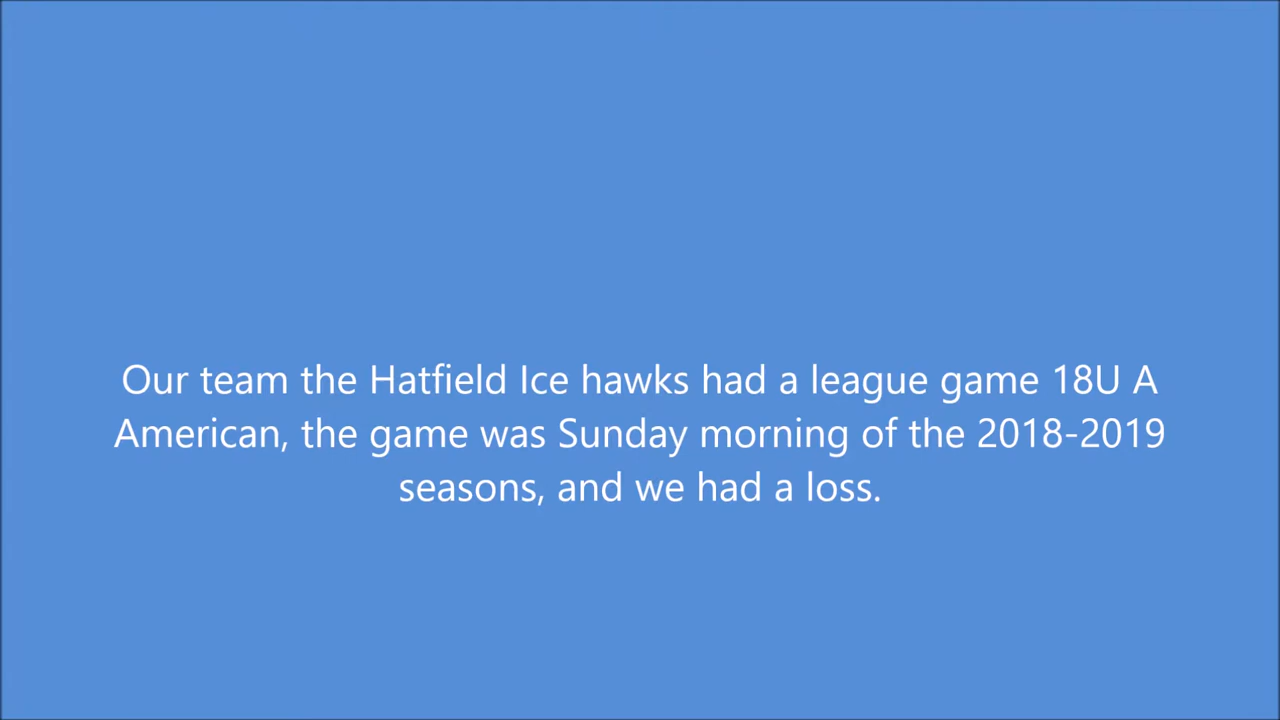 Our team the Hatfield Ice hawks had a league game 18U A
American, the game was Sunday morning of the 2018-2019
seasons, and we had a loss.